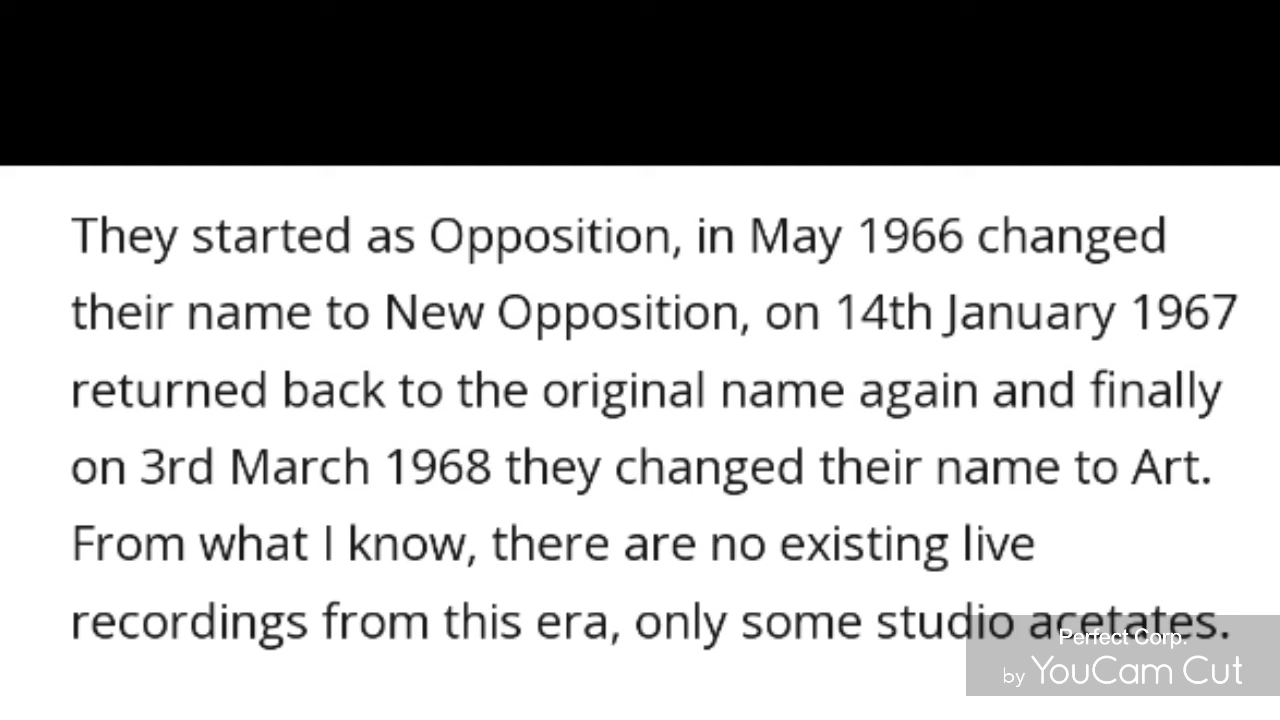 They started as Opposition, in May 1966 changed
their name to New Opposition, on 14th January 1967
returned back to the original name again and finally
on 3rd March 1968 they changed their name to Art.
From what I know, there are no existing live
recordings from this era, only some studio acetates.
Perfect Corp.
by YouCam Cut